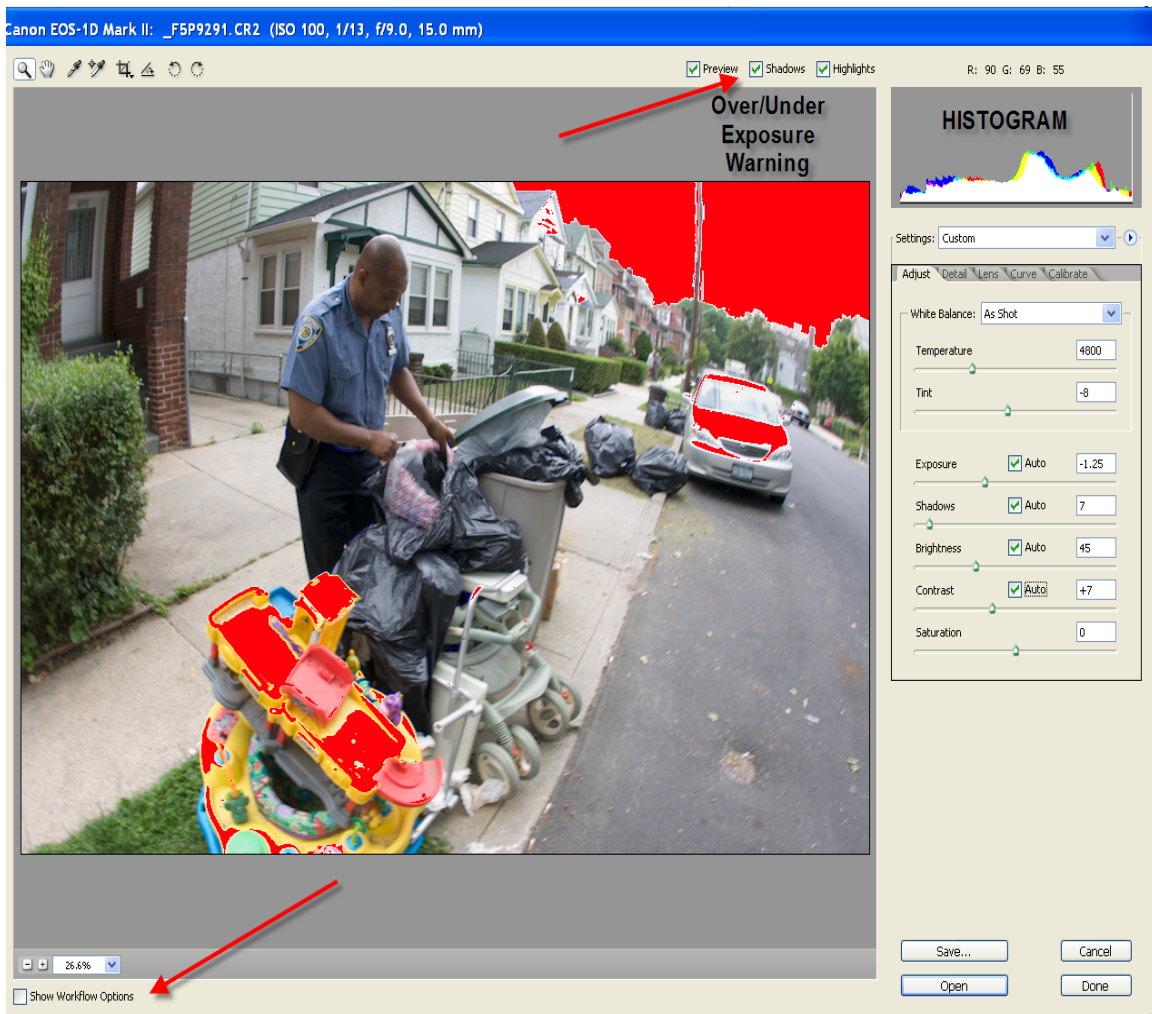 Canon EOS-1D Mark II: _F5P9291.CR2 (ISO 100, 1/13, f/9.0, 15.0 mm)
Preview Shadows Highlights
R: 90 G: 69 B: 55
Over/Under
Exposure
Warning
HISTOGRAM
Settings: Custom
Adjust Detail Lens Curve Calibrate
White Balance: As Shot
Temperature 4800
Tint -8
Exposure Auto -1.25
Shadows Auto 7
Brightness Auto 45
Contrast Auto +7
Saturation 0
26.6%
Show Workflow Options
Save... Cancel
Open Done